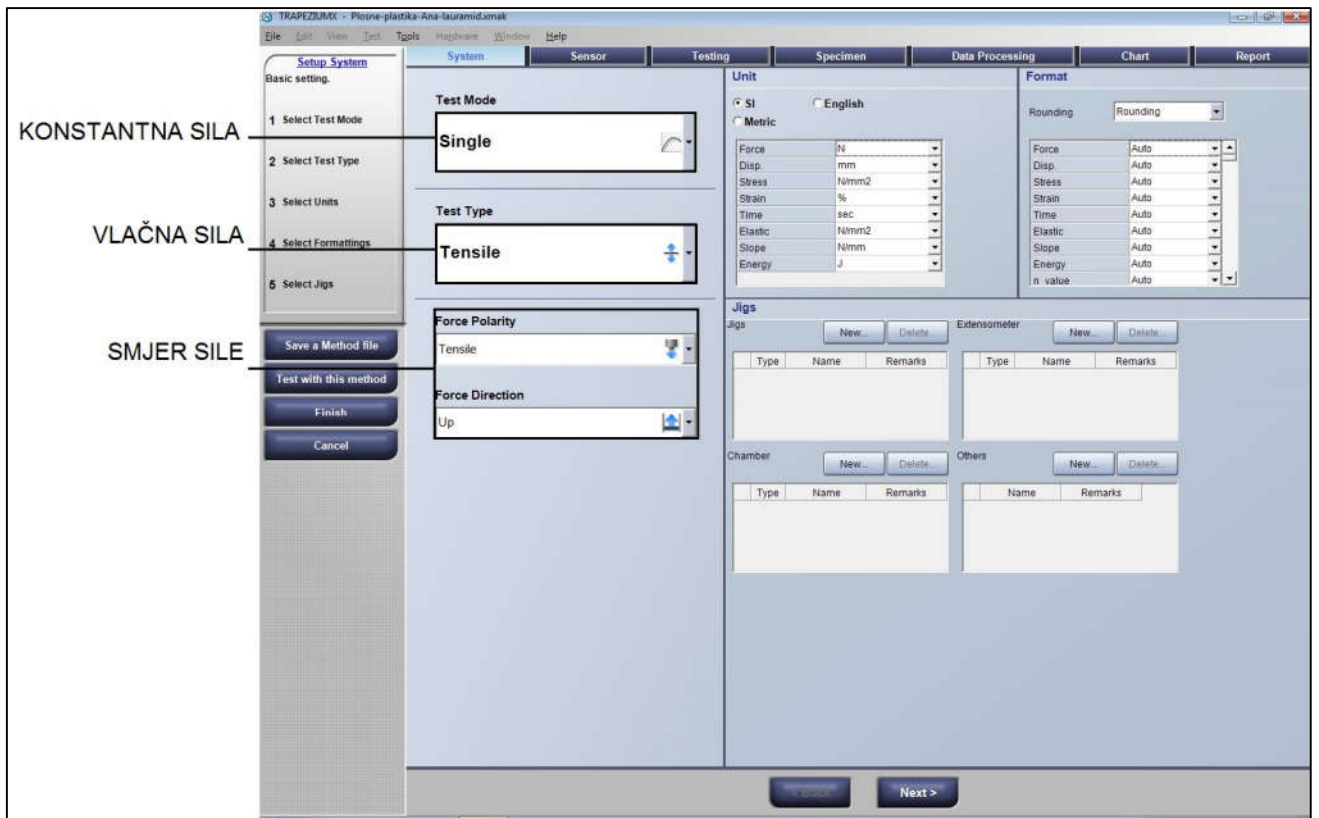 TRAPEZIUMX - Plosne-plastika-Ana-lauramid.xmak
File Edit View Test Tools Hardware Window Help
Setup System
Basic setting.
1 Select Test Mode
2 Select Test Type
3 Select Units
4 Select Formattings
5 Select Jigs
Save a Method file
Test with this method
Finish
Cancel
KONSTANTNA SILA
VLAČNA SILA
SMJER SILE
System Sensor Testing Specimen Data Processing Chart Report
Test Mode
Single
Test Type
Tensile
Force Polarity
Tensile
Force Direction
Up
Unit
SI English
Metric
Force N
Disp. mm
Stress N/mm2
Strain %
Time sec
Elastic N/mm2
Slope N/mm
Energy J
Format
Rounding Rounding
Force Auto
Disp. Auto
Stress Auto
Strain Auto
Time Auto
Elastic Auto
Slope Auto
Energy Auto
n_value Auto
Jigs
Jigs New... Delete...
Type Name Remarks
Extensometer New... Delete...
Type Name Remarks
Chamber New... Delete...
Type Name Remarks
Others New... Delete...
Name Remarks
< Back Next >